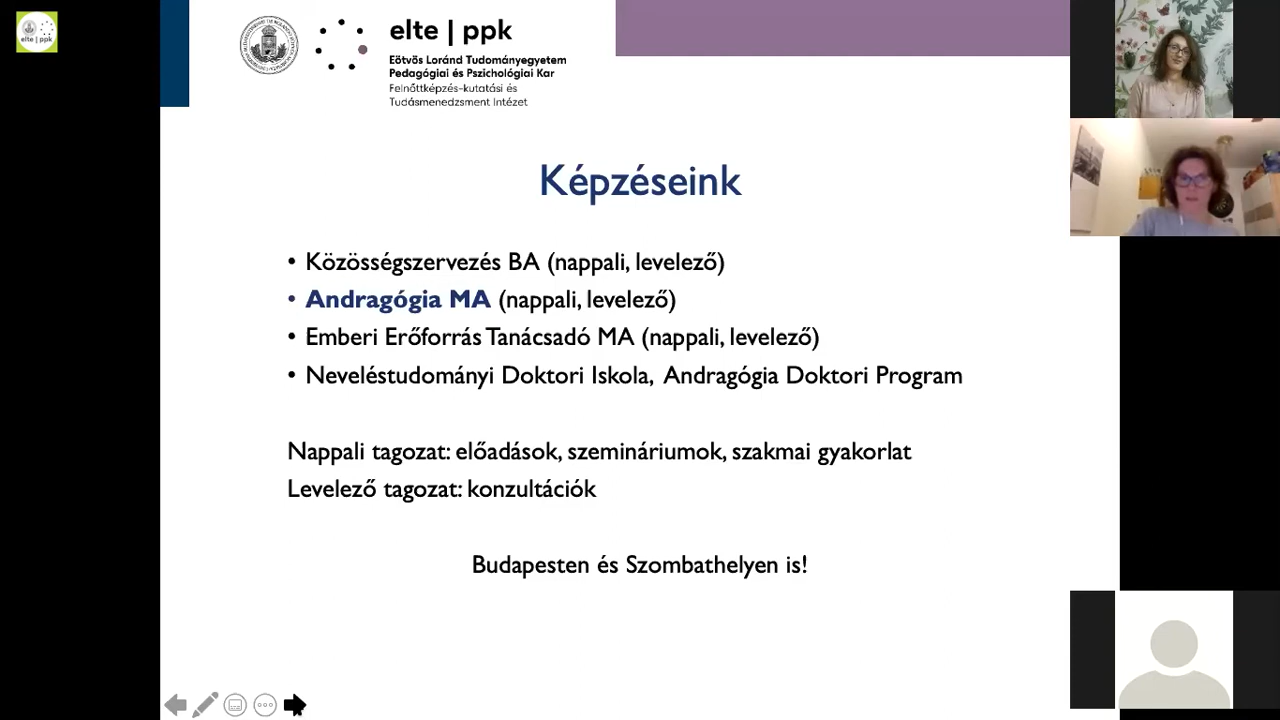 elte | ppk
elte | ppk
Eötvös Loránd Tudományegyetem
Pedagógiai és Pszichológiai Kar
Felnőttképzés-kutatási és
Tudásmenedzsment Intézet
Képzéseink
• Közösségszervezés BA (nappali, levelező)
• Andragógia MA (nappali, levelező)
• Emberi Erőforrás Tanácsadó MA (nappali, levelező)
• Neveléstudományi Doktori Iskola, Andragógia Doktori Program
Nappali tagozat: előadások, szemináriumok, szakmai gyakorlat
Levelező tagozat: konzultációk
Budapesten és Szombathelyen is!